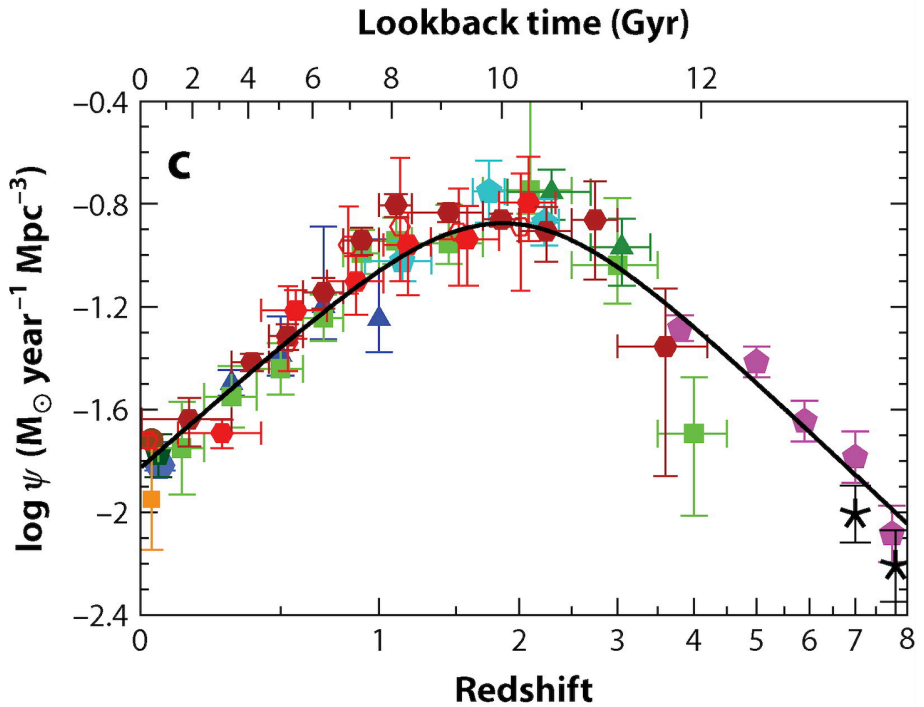 Lookback time (Gyr)
0 2 4 6 8 10 12
c
log ψ (M☉ year⁻¹ Mpc⁻³)
−0.4
−0.8
−1.2
−1.6
−2
−2.4
0 1 2 3 4 5 6 7 8
Redshift